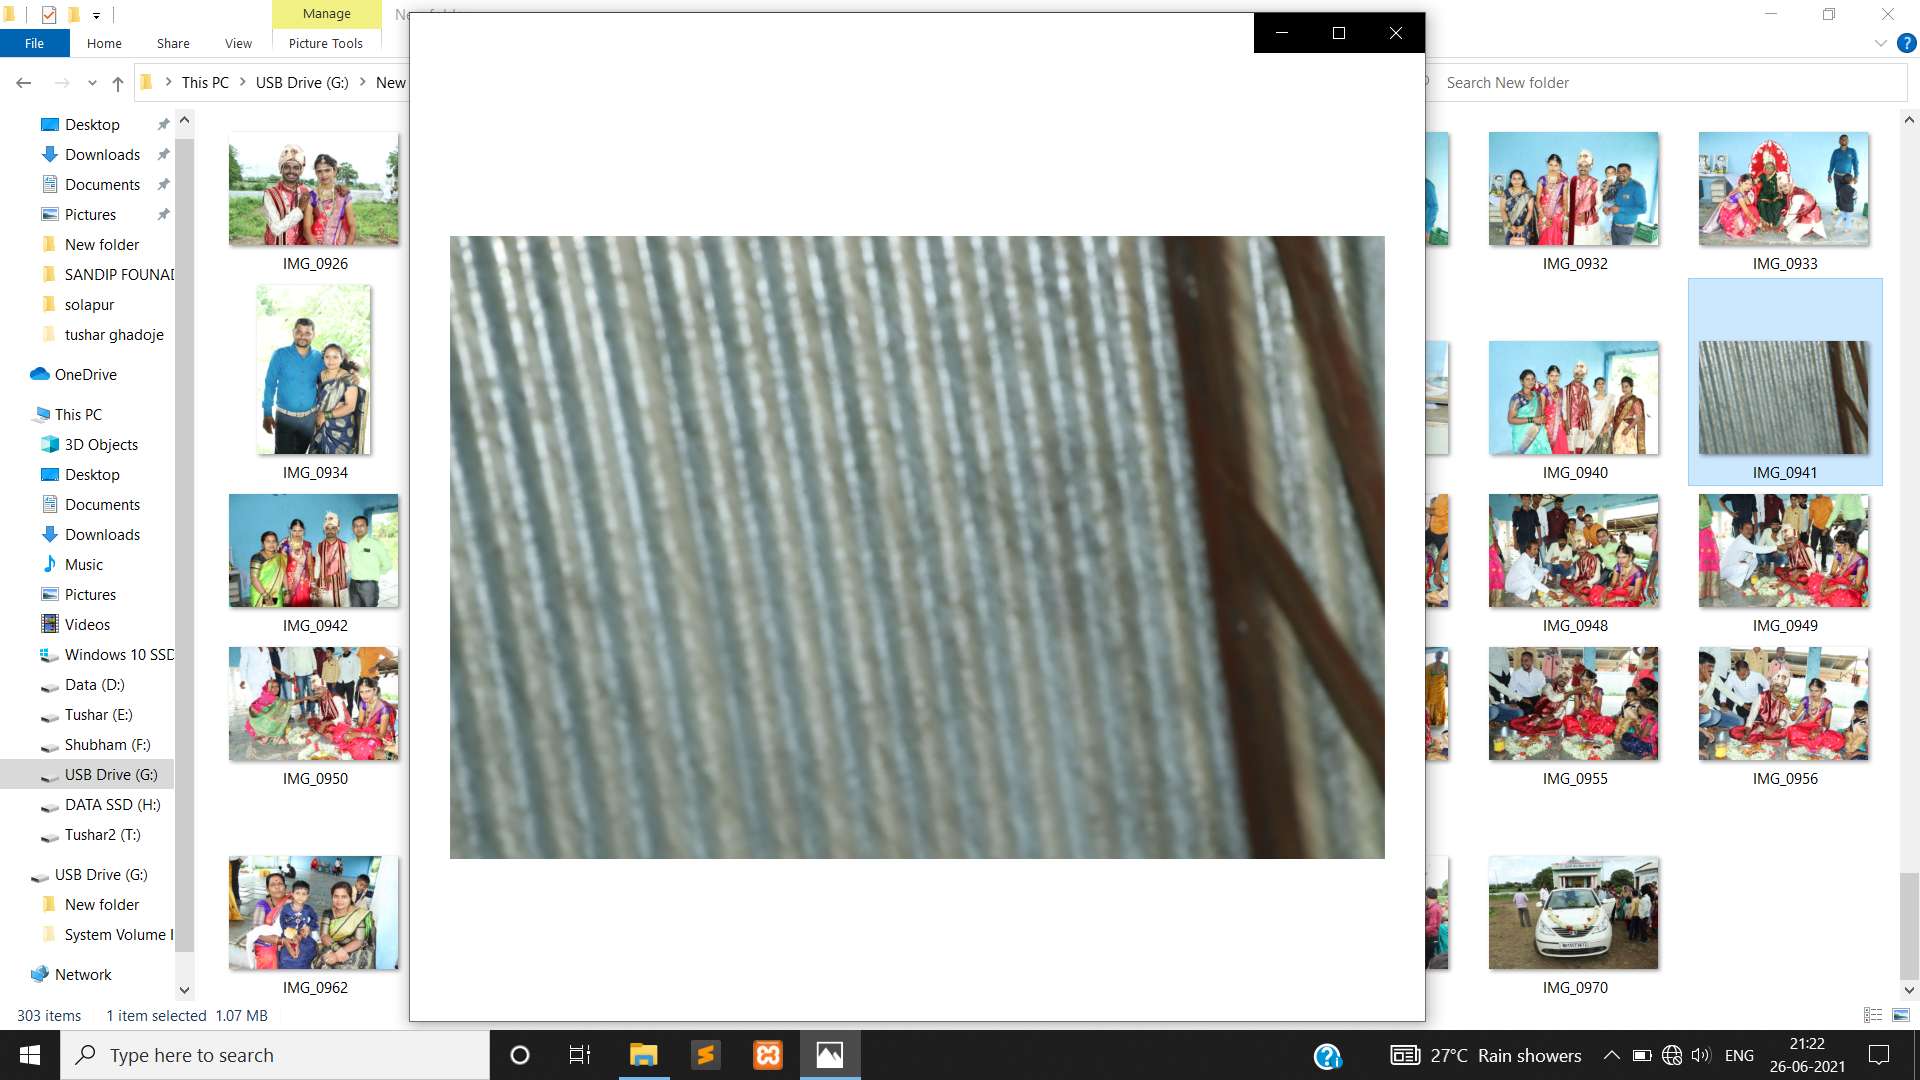 Manage
File
Home
Share
View
Picture Tools
This PC
USB Drive (G:)
New
Search New folder
Desktop
Downloads
Documents
Pictures
New folder
SANDIP FOUNAD
solapur
tushar ghadoje
OneDrive
This PC
3D Objects
Desktop
Documents
Downloads
Music
Pictures
Videos
Windows 10 SSD
Data (D:)
Tushar (E:)
Shubham (F:)
USB Drive (G:)
DATA SSD (H:)
Tushar2 (T:)
USB Drive (G:)
New folder
System Volume I
Network
IMG_0926
IMG_0932
IMG_0933
IMG_0934
IMG_0940
IMG_0941
IMG_0942
IMG_0948
IMG_0949
IMG_0950
IMG_0955
IMG_0956
IMG_0962
IMG_0970
303 items
1 item selected 1.07 MB
Type here to search
27°C Rain showers
ENG
21:22
26-06-2021